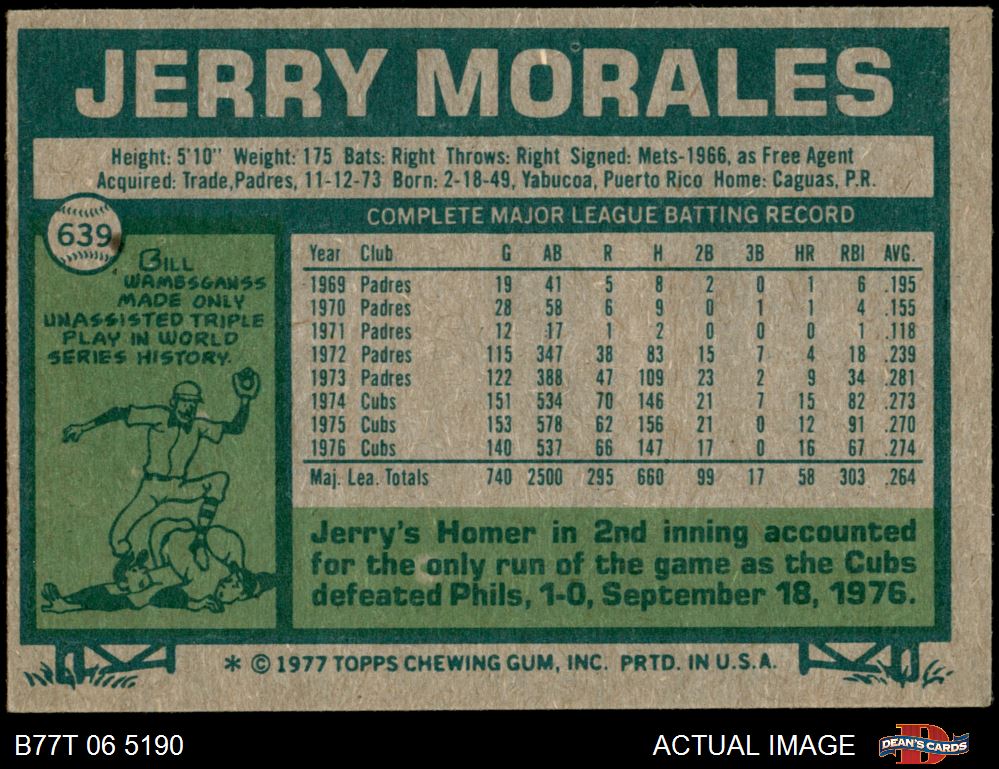 JERRY MORALES
Height: 5'10" Weight: 175 Bats: Right Throws: Right Signed: Mets-1966, as Free Agent
Acquired: Trade,Padres, 11-12-73 Born: 2-18-49, Yabucoa, Puerto Rico Home: Caguas, P.R.
639
BILL
WAMBSGANSS
MADE ONLY
UNASSISTED TRIPLE
PLAY IN WORLD
SERIES HISTORY.
COMPLETE MAJOR LEAGUE BATTING RECORD
Year Club G AB R H 2B 3B HR RBI AVG.
1969 Padres 19 41 5 8 2 0 1 6 .195
1970 Padres 28 58 6 9 0 1 1 4 .155
1971 Padres 12 17 1 2 0 0 0 1 .118
1972 Padres 115 347 38 83 15 7 4 18 .239
1973 Padres 122 388 47 109 23 2 9 34 .281
1974 Cubs 151 534 70 146 21 7 15 82 .273
1975 Cubs 153 578 62 156 21 0 12 91 .270
1976 Cubs 140 537 66 147 17 0 16 67 .274
Maj. Lea. Totals 740 2500 295 660 99 17 58 303 .264
Jerry's Homer in 2nd inning accounted
for the only run of the game as the Cubs
defeated Phils, 1-0, September 18, 1976.
* © 1977 TOPPS CHEWING GUM, INC. PRTD. IN U.S.A.
B77T 06 5190
ACTUAL IMAGE
D
DEAN'S CARDS